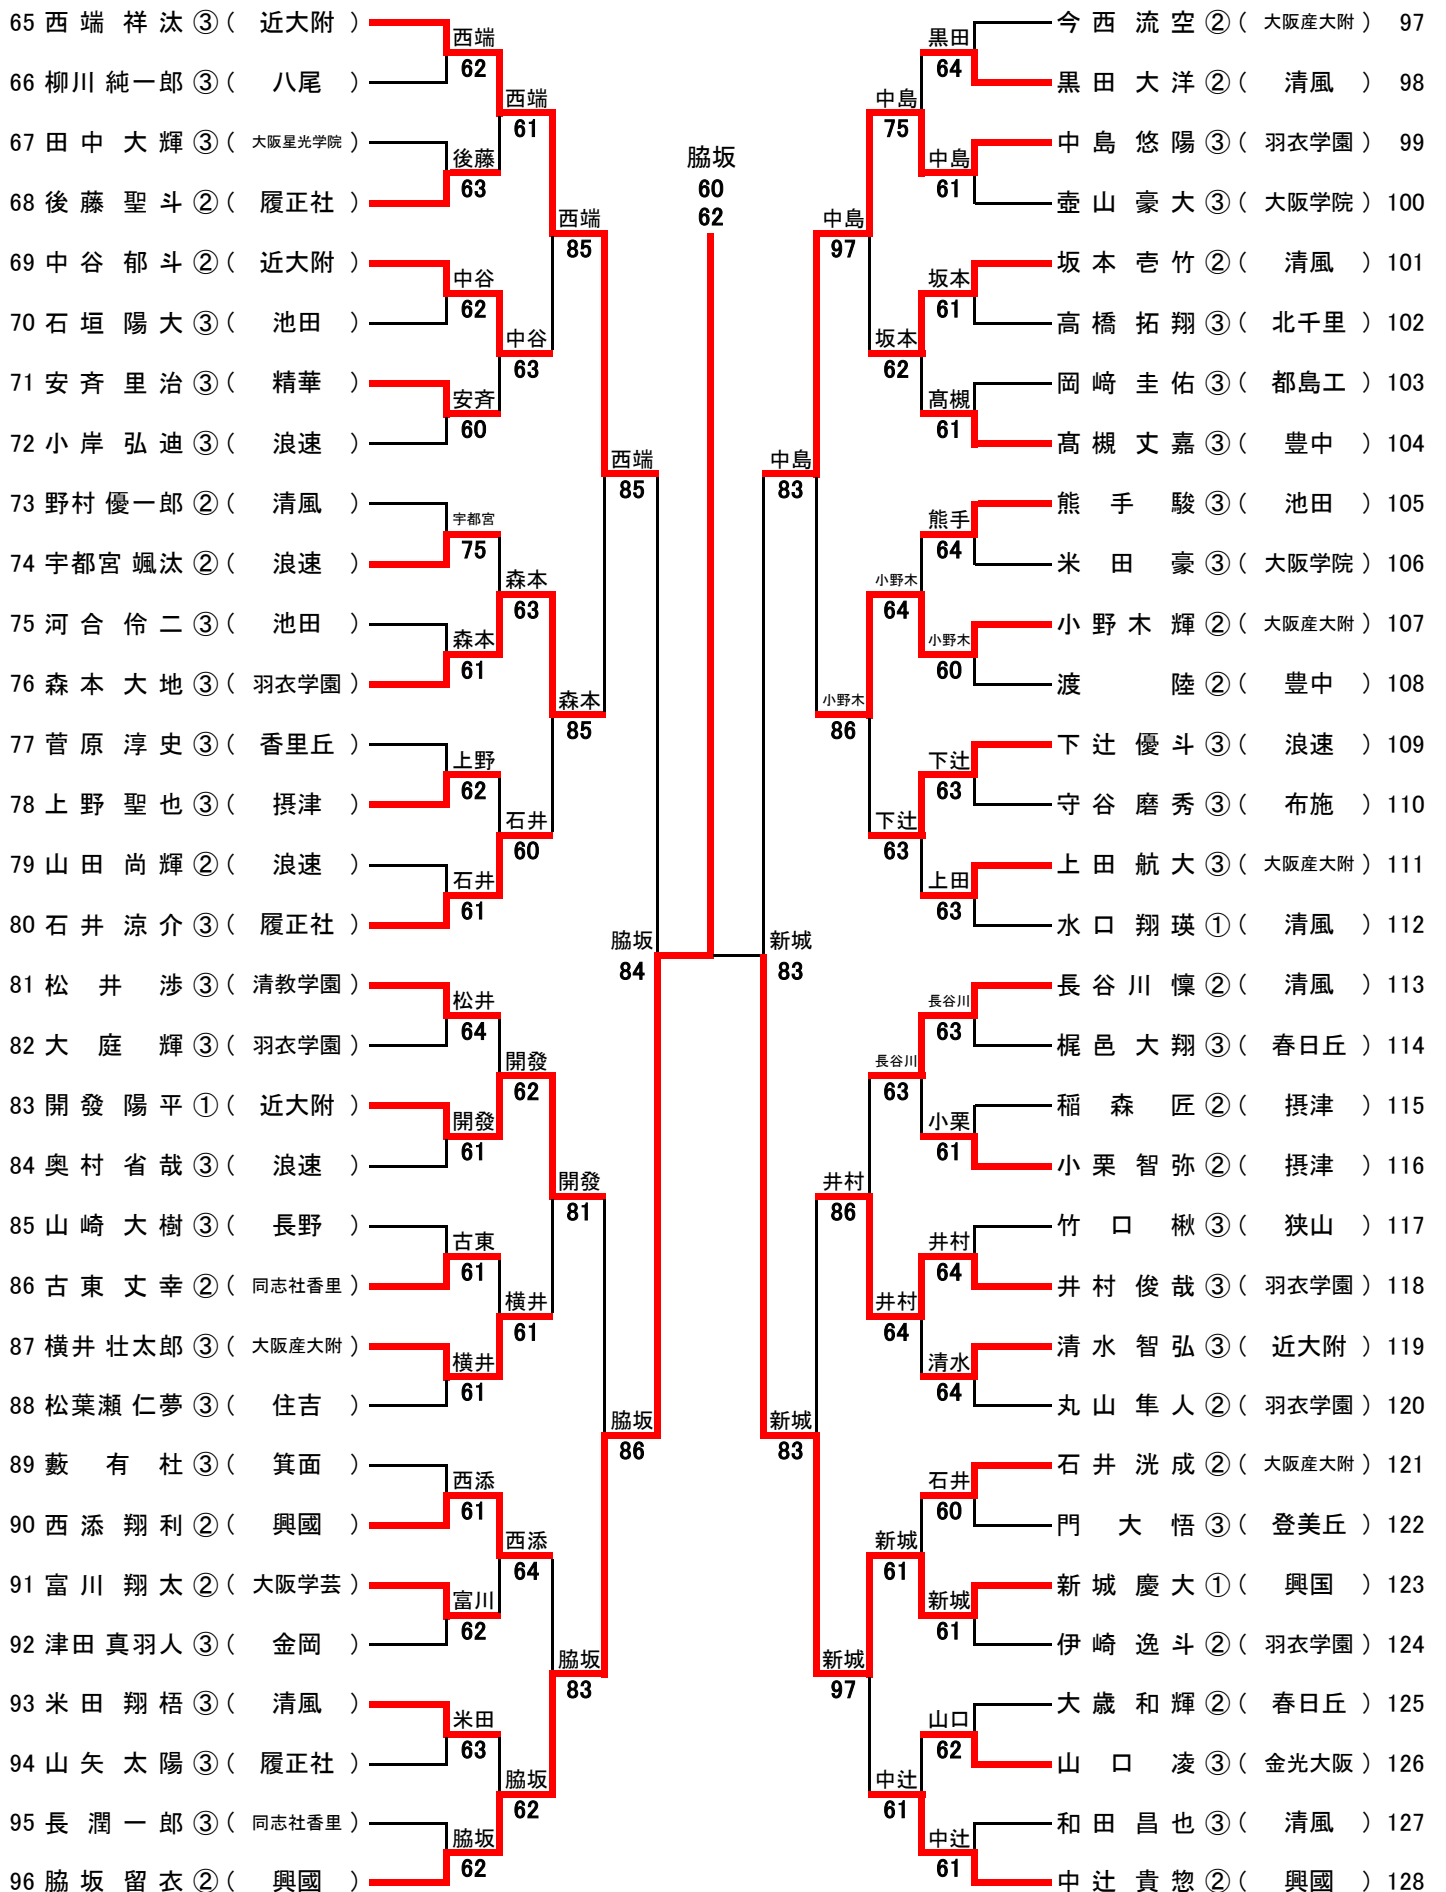 65 西端 祥汰 ③ ( 近大附 )
66 柳川 純一郎 ③ ( 八尾 )
67 田中 大輝 ③ ( 大阪星光学院 )
68 後藤 聖斗 ② ( 履正社 )
69 中谷 郁斗 ② ( 近大附 )
70 石垣 陽大 ③ ( 池田 )
71 安斉 里治 ③ ( 精華 )
72 小岸 弘迪 ③ ( 浪速 )
73 野村 優一郎 ② ( 清風 )
74 宇都宮 颯汰 ② ( 浪速 )
75 河合 伶二 ③ ( 池田 )
76 森本 大地 ③ ( 羽衣学園 )
77 菅原 淳史 ③ ( 香里丘 )
78 上野 聖也 ③ ( 摂津 )
79 山田 尚輝 ② ( 浪速 )
80 石井 涼介 ③ ( 履正社 )
81 松井 渉 ③ ( 清教学園 )
82 大庭 輝 ③ ( 羽衣学園 )
83 開發 陽平 ① ( 近大附 )
84 奥村 省哉 ③ ( 浪速 )
85 山崎 大樹 ③ ( 長野 )
86 古東 丈幸 ② ( 同志社香里 )
87 横井 壮太郎 ③ ( 大阪産大附 )
88 松葉瀬 仁夢 ③ ( 住吉 )
89 藪 有杜 ③ ( 箕面 )
90 西添 翔利 ② ( 興國 )
91 富川 翔太 ② ( 大阪学芸 )
92 津田 真羽人 ③ ( 金岡 )
93 米田 翔梧 ③ ( 清風 )
94 山矢 太陽 ③ ( 履正社 )
95 長 潤一郎 ③ ( 同志社香里 )
96 脇坂 留衣 ② ( 興國 )
西端
62
後藤
63
中谷
62
安斉
60
宇都宮
75
森本
61
上野
62
石井
61
松井
64
開發
61
古東
61
横井
61
西添
61
富川
62
米田
63
脇坂
62
西端
61
中谷
63
森本
63
石井
60
開發
62
横井
61
西添
64
脇坂
62
西端
85
森本
85
開發
81
脇坂
83
西端
85
脇坂
86
脇坂
84
脇坂
60
62
新城
83
中島
83
新城
83
中島
97
小野木
86
井村
86
新城
97
中島
75
坂本
62
小野木
64
下辻
63
長谷川
63
井村
64
新城
61
中辻
61
黒田
64
中島
61
坂本
61
髙槻
61
熊手
64
小野木
60
下辻
63
上田
63
長谷川
63
小栗
61
井村
64
清水
64
石井
60
新城
61
山口
62
中辻
61
今西 流空 ② ( 大阪産大附 ) 97
黒田 大洋 ② ( 清風 ) 98
中島 悠陽 ③ ( 羽衣学園 ) 99
壺山 豪大 ③ ( 大阪学院 ) 100
坂本 壱竹 ② ( 清風 ) 101
高橋 拓翔 ③ ( 北千里 ) 102
岡﨑 圭佑 ③ ( 都島工 ) 103
髙槻 丈嘉 ③ ( 豊中 ) 104
熊手 駿 ③ ( 池田 ) 105
米田 豪 ③ ( 大阪学院 ) 106
小野木 輝 ② ( 大阪産大附 ) 107
渡 陸 ② ( 豊中 ) 108
下辻 優斗 ③ ( 浪速 ) 109
守谷 磨秀 ③ ( 布施 ) 110
上田 航大 ③ ( 大阪産大附 ) 111
水口 翔瑛 ① ( 清風 ) 112
長谷川 懍 ② ( 清風 ) 113
梶邑 大翔 ③ ( 春日丘 ) 114
稲森 匠 ② ( 摂津 ) 115
小栗 智弥 ② ( 摂津 ) 116
竹口 楸 ③ ( 狭山 ) 117
井村 俊哉 ③ ( 羽衣学園 ) 118
清水 智弘 ③ ( 近大附 ) 119
丸山 隼人 ② ( 羽衣学園 ) 120
石井 洸成 ② ( 大阪産大附 ) 121
門 大悟 ③ ( 登美丘 ) 122
新城 慶大 ① ( 興国 ) 123
伊崎 逸斗 ② ( 羽衣学園 ) 124
大歳 和輝 ② ( 春日丘 ) 125
山口 凌 ③ ( 金光大阪 ) 126
和田 昌也 ③ ( 清風 ) 127
中辻 貴惣 ② ( 興國 ) 128